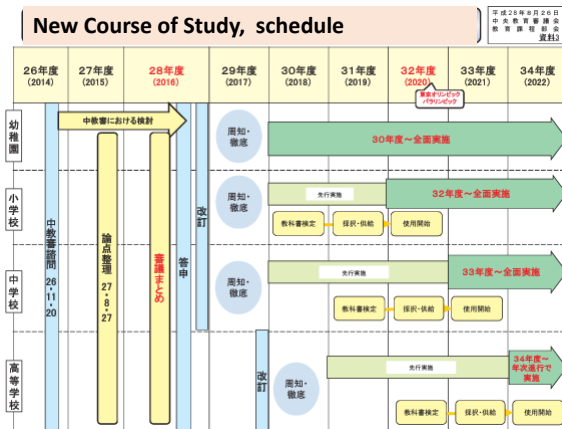 New Course of Study, schedule
平成28年8月26日
中央教育審議会
教育課程部会
資料3
26年度
(2014)
27年度
(2015)
28年度
(2016)
29年度
(2017)
30年度
(2018)
31年度
(2019)
32年度
(2020)
33年度
(2021)
34年度
(2022)
東京オリンピック
パラリンピック
幼稚園
中教審における検討
周知・
徹底
30年度~全面実施
小学校
周知・
徹底
先行実施
32年度~全面実施
教科書検定
採択・供給
使用開始
中教審諮問 26・11・20
論点整理 27・8・27
審議まとめ
答申
改訂
中学校
周知・
徹底
先行実施
33年度~全面実施
教科書検定
採択・供給
使用開始
高等学校
改訂
周知・
徹底
先行実施
34年度~
年次進行で
実施
教科書検定
採択・供給
使用開始